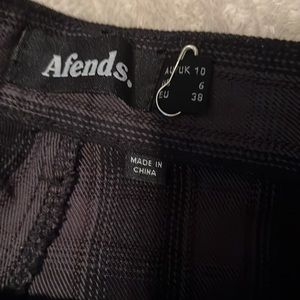 Afends.
AU/UK 10
6
EU 38
MADE IN
CHINA